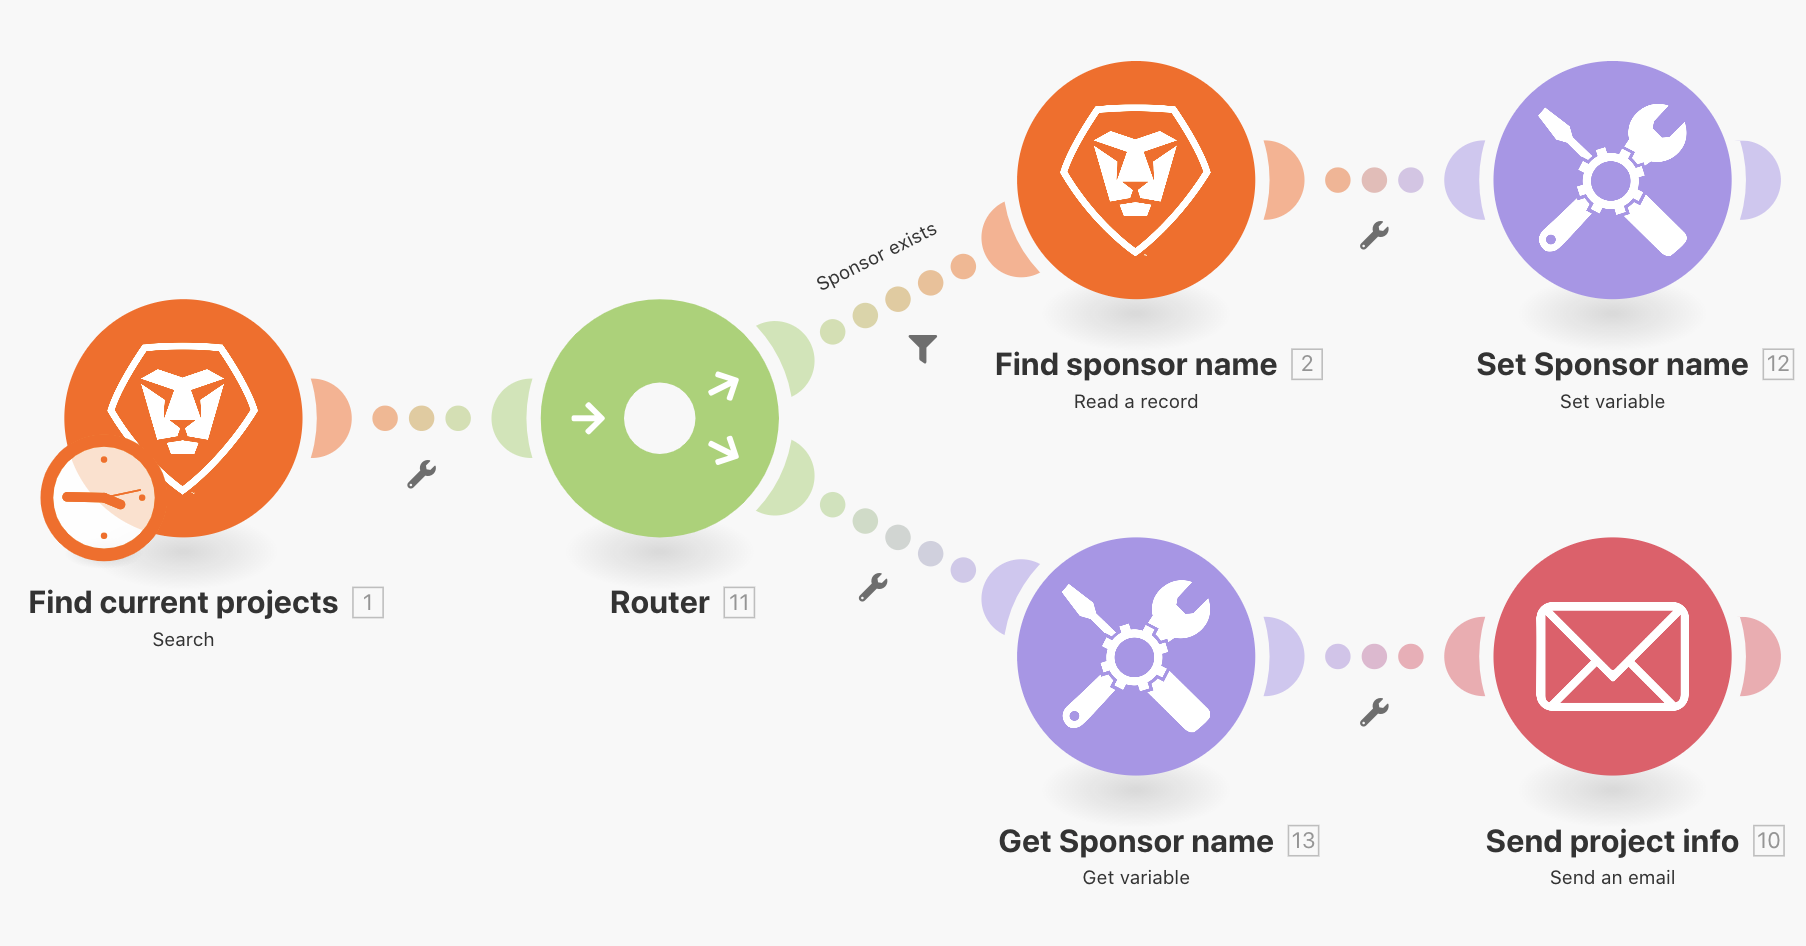 Sponsor exists
Find sponsor name 2
Read a record
Set Sponsor name 12
Set variable
Find current projects 1
Search
Router 11
Get Sponsor name 13
Get variable
Send project info 10
Send an email